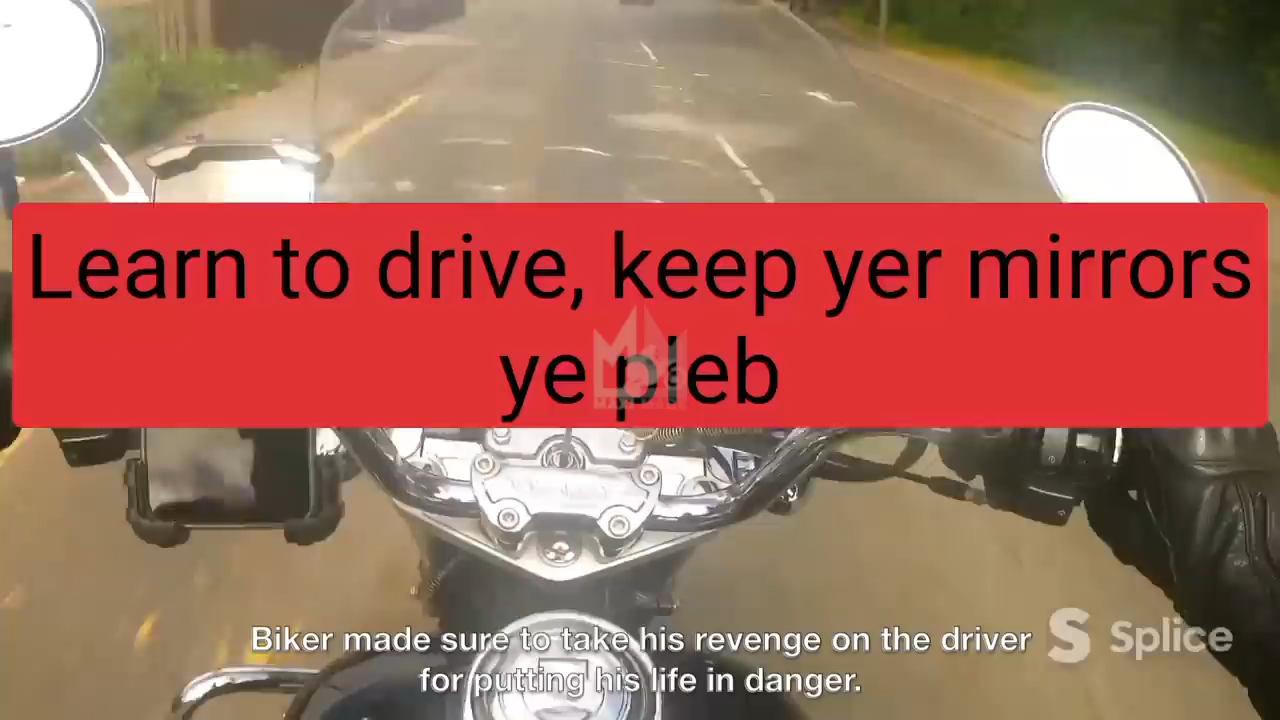 Learn to drive, keep yer mirrors
ye pleb
Biker made sure to take his revenge on the driver
for putting his life in danger.
Splice